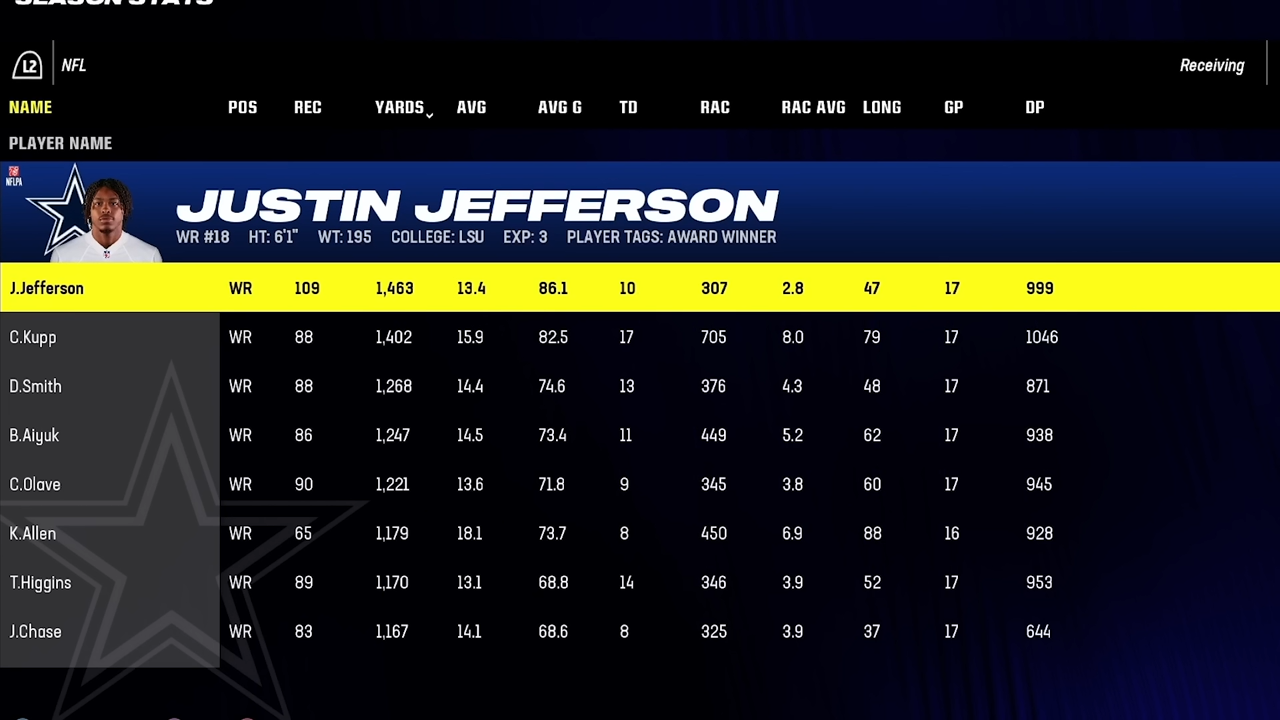 SEASON STATS
L2 NFL Receiving
NAME POS REC YARDS AVG AVG G TD RAC RAC AVG LONG GP DP
PLAYER NAME
NFLPA
JUSTIN JEFFERSON
WR #18 HT: 6'1" WT: 195 COLLEGE: LSU EXP: 3 PLAYER TAGS: AWARD WINNER
J.Jefferson WR 109 1,463 13.4 86.1 10 307 2.8 47 17 999
C.Kupp WR 88 1,402 15.9 82.5 17 705 8.0 79 17 1046
D.Smith WR 88 1,268 14.4 74.6 13 376 4.3 48 17 871
B.Aiyuk WR 86 1,247 14.5 73.4 11 449 5.2 62 17 938
C.Olave WR 90 1,221 13.6 71.8 9 345 3.8 60 17 945
K.Allen WR 65 1,179 18.1 73.7 8 450 6.9 88 16 928
T.Higgins WR 89 1,170 13.1 68.8 14 346 3.9 52 17 953
J.Chase WR 83 1,167 14.1 68.6 8 325 3.9 37 17 644